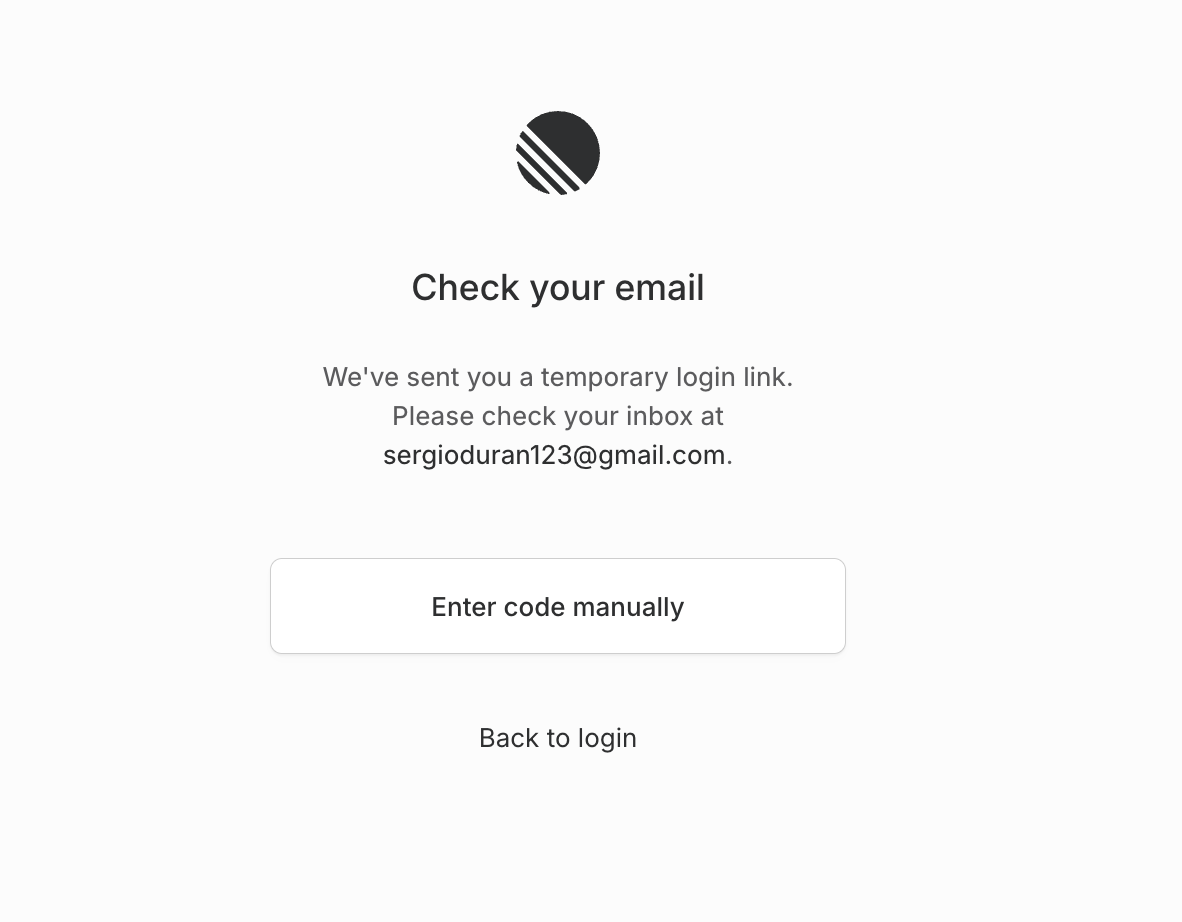 Check your email
We've sent you a temporary login link.
Please check your inbox at
sergioduran123@gmail.com.
Enter code manually
Back to login